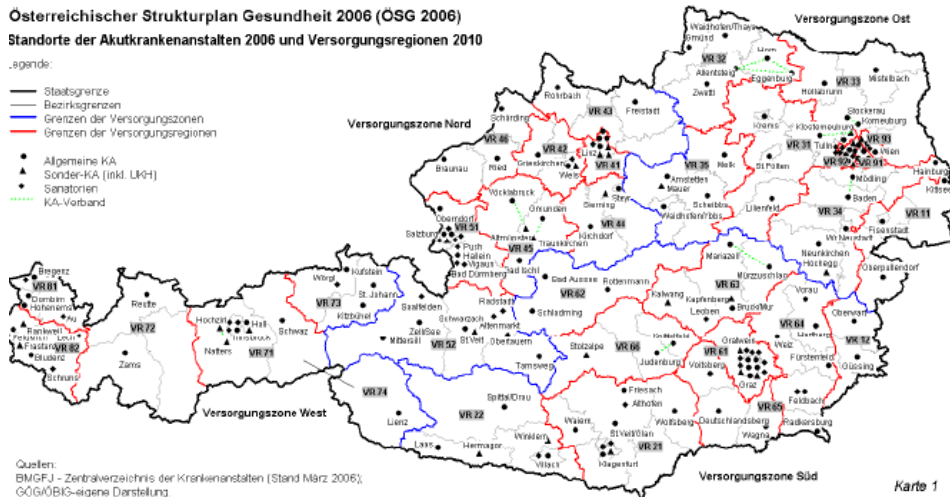 Österreichischer Strukturplan Gesundheit 2006 (ÖSG 2006)
Standorte der Akutkrankenanstalten 2006 und Versorgungsregionen 2010
Legende:
Staatsgrenze
Bezirksgrenzen
Grenzen der Versorgungszonen
Grenzen der Versorgungsregionen
Allgemeine KA
Sonder-KA (inkl. UKH)
Sanatorien
KA-Verband
Versorgungszone Ost
Waidhofen/Thaya
Gmünd
Horn
VR 32
Allentsteig
Eggenburg
Zwettl
VR 33
Mistelbach
Hollabrunn
Stockerau
Korneuburg
Klosterneuburg
Krems
VR 31
Tulln
VR 93
Wien
VR 92
VR 91
St.Pölten
Mödling
Hainburg
Kittsee
Baden
Melk
VR 35
Amstetten
Mauer
Scheibbs
Waidhofen/Ybbs
Lilienfeld
VR 34
VR 11
Wr.Neustadt
Eisenstadt
Neunkirchen
Hochegg
Oberpullendorf
Versorgungszone Nord
Rohrbach
Schärding
VR 43
Freistadt
VR 46
VR 42
Linz
Braunau
Ried
Grieskirchen
Wels
VR 41
Vöcklabruck
Steyr
Sierning
Gmunden
VR 44
Kirchdorf
Altmünster
Traunkirchen
VR 45
Bad Ischl
Oberndorf
VR 51
Salzburg
Puch
Hallein
Vigaun
Bad Dürrnberg
Bad Aussee
Rottenmann
VR 62
Radstadt
Schladming
Mariazell
Mürzzuschlag
VR 63
Kalwang
Kapfenberg
Leoben
Bruck/Mur
Vorau
Oberwart
VR 64
Hartberg
VR 12
Weiz
Gratwein
VR 61
Voitsberg
Graz
Fürstenfeld
Güssing
Feldbach
Knittelfeld
VR 66
Judenburg
Stolzalpe
VR 65
Radkersburg
Deutschlandsberg
Wagna
Bregenz
VR 81
Dornbirn
Hohenems
Au
Rankweil
Feldkirch
Lech
Frastanz
VR 82
Bludenz
Schruns
Reutte
VR 72
Zams
Hochzirl
Hall
Innsbruck
Natters
VR 71
Schwaz
Kufstein
Wörgl
St.Johann
VR 73
Kitzbühel
Saalfelden
Zell/See
Mittersill
VR 52
Schwarzach
St.Veit
Altenmarkt
Obertauern
Tamsweg
Versorgungszone West
VR 74
Lienz
Spittal/Drau
VR 22
Laas
Hermagor
Winklern
Villach
Friesach
Althofen
Waiern
St.Veit/Glan
Wolfsberg
VR 21
Klagenfurt
Versorgungszone Süd
Quellen:
BMGFJ - Zentralverzeichnis der Krankenanstalten (Stand März 2006);
GÖG/ÖBIG-eigene Darstellung.
Karte 1